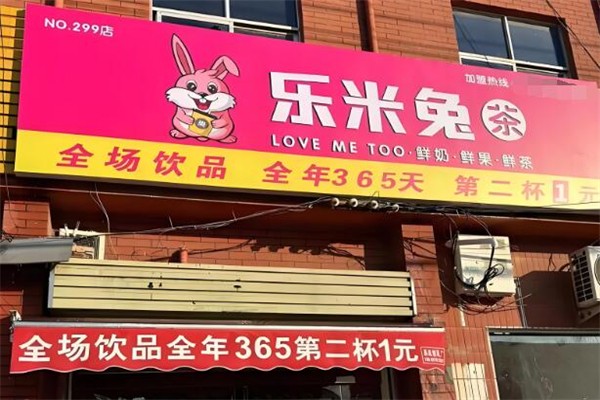 NO.299店
加盟热线
乐米兔茶
LOVE ME TOO·鲜奶·鲜果·鲜茶
全场饮品 全年365天 第二杯1元
全场饮品全年365第二杯1元